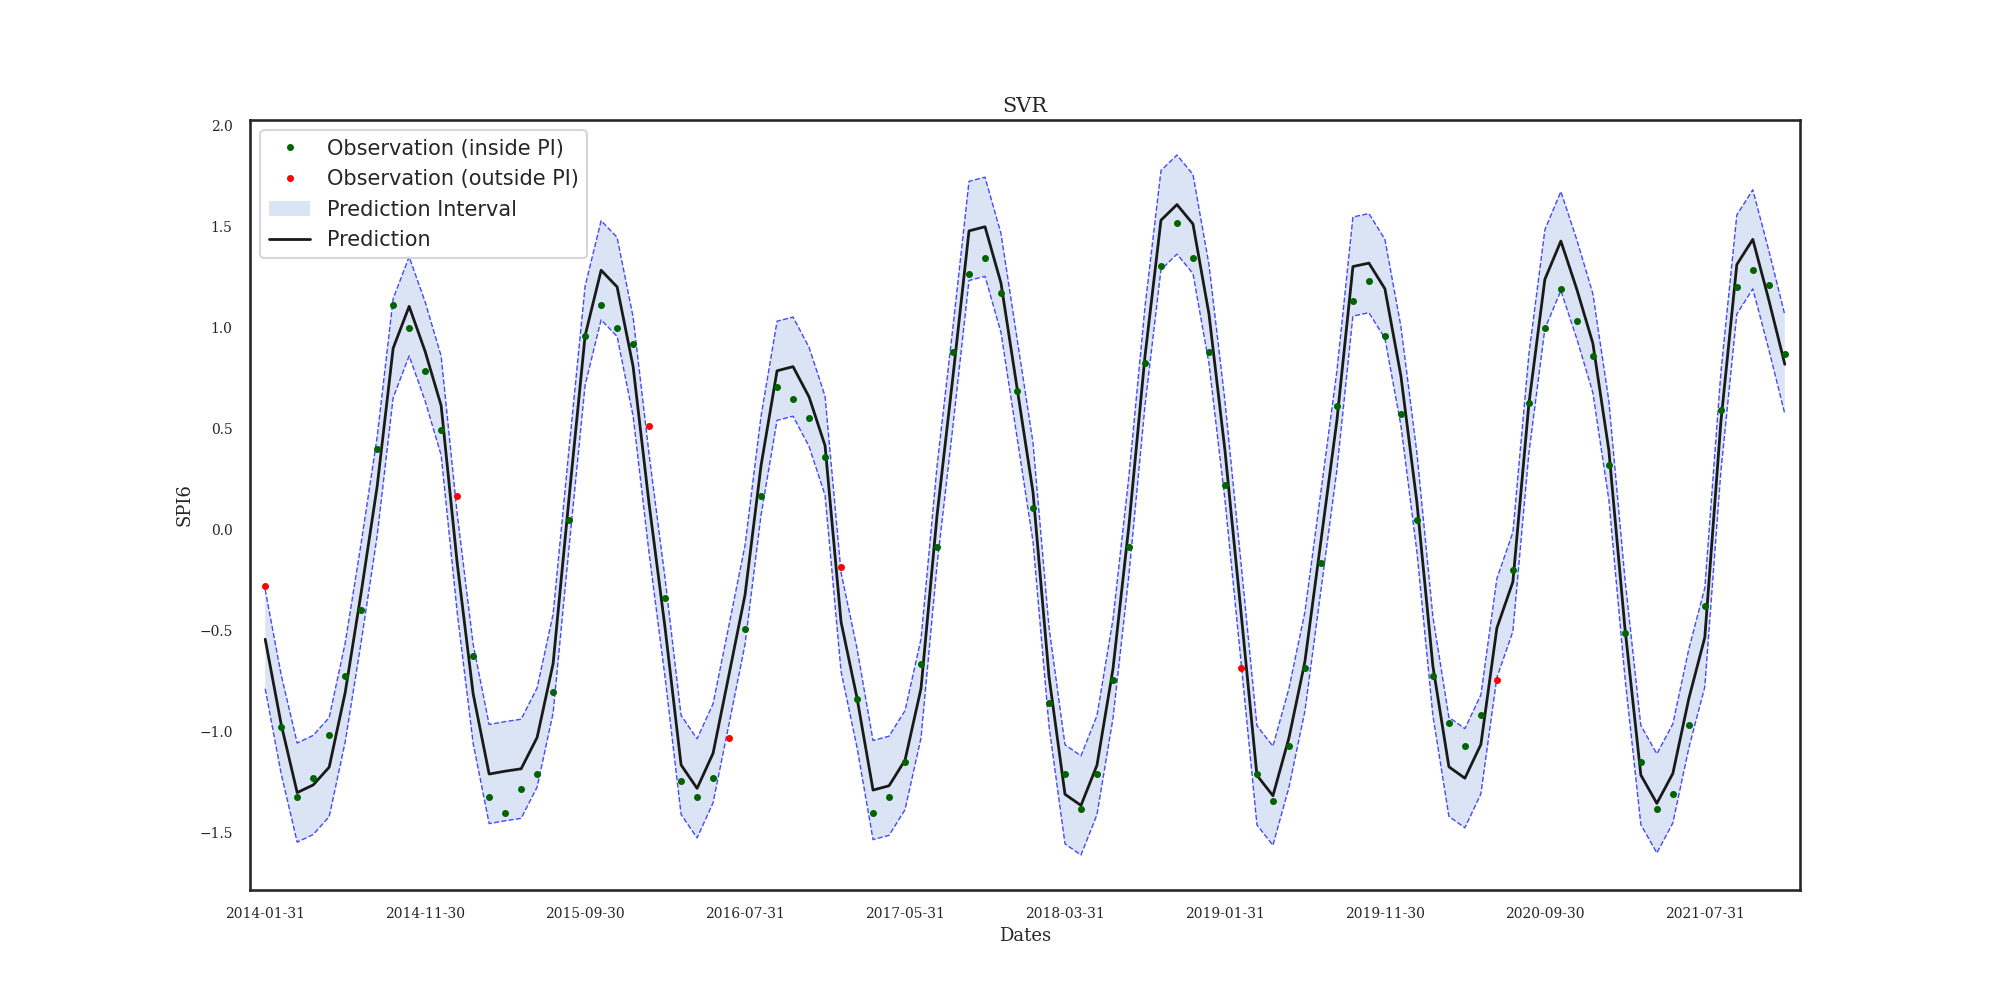 SVR
Observation (inside PI)
Observation (outside PI)
Prediction Interval
Prediction
2.0
1.5
1.0
0.5
0.0
−0.5
−1.0
−1.5
SPI6
2014-01-31 2014-11-30 2015-09-30 2016-07-31 2017-05-31 2018-03-31 2019-01-31 2019-11-30 2020-09-30 2021-07-31
Dates